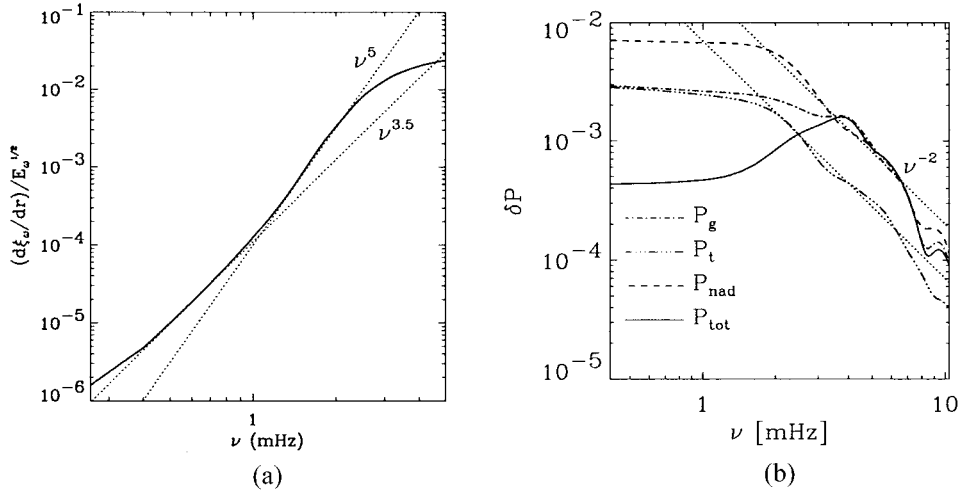 10⁻¹
10⁻²
10⁻³
10⁻⁴
10⁻⁵
10⁻⁶
(dξ_ω/dr)/E_ω^{1/2}
ν⁵
ν^{3.5}
1
ν (mHz)
(a)
10⁻²
10⁻³
10⁻⁴
10⁻⁵
δP
ν⁻²
P_g
P_t
P_nad
P_tot
1
10
ν [mHz]
(b)